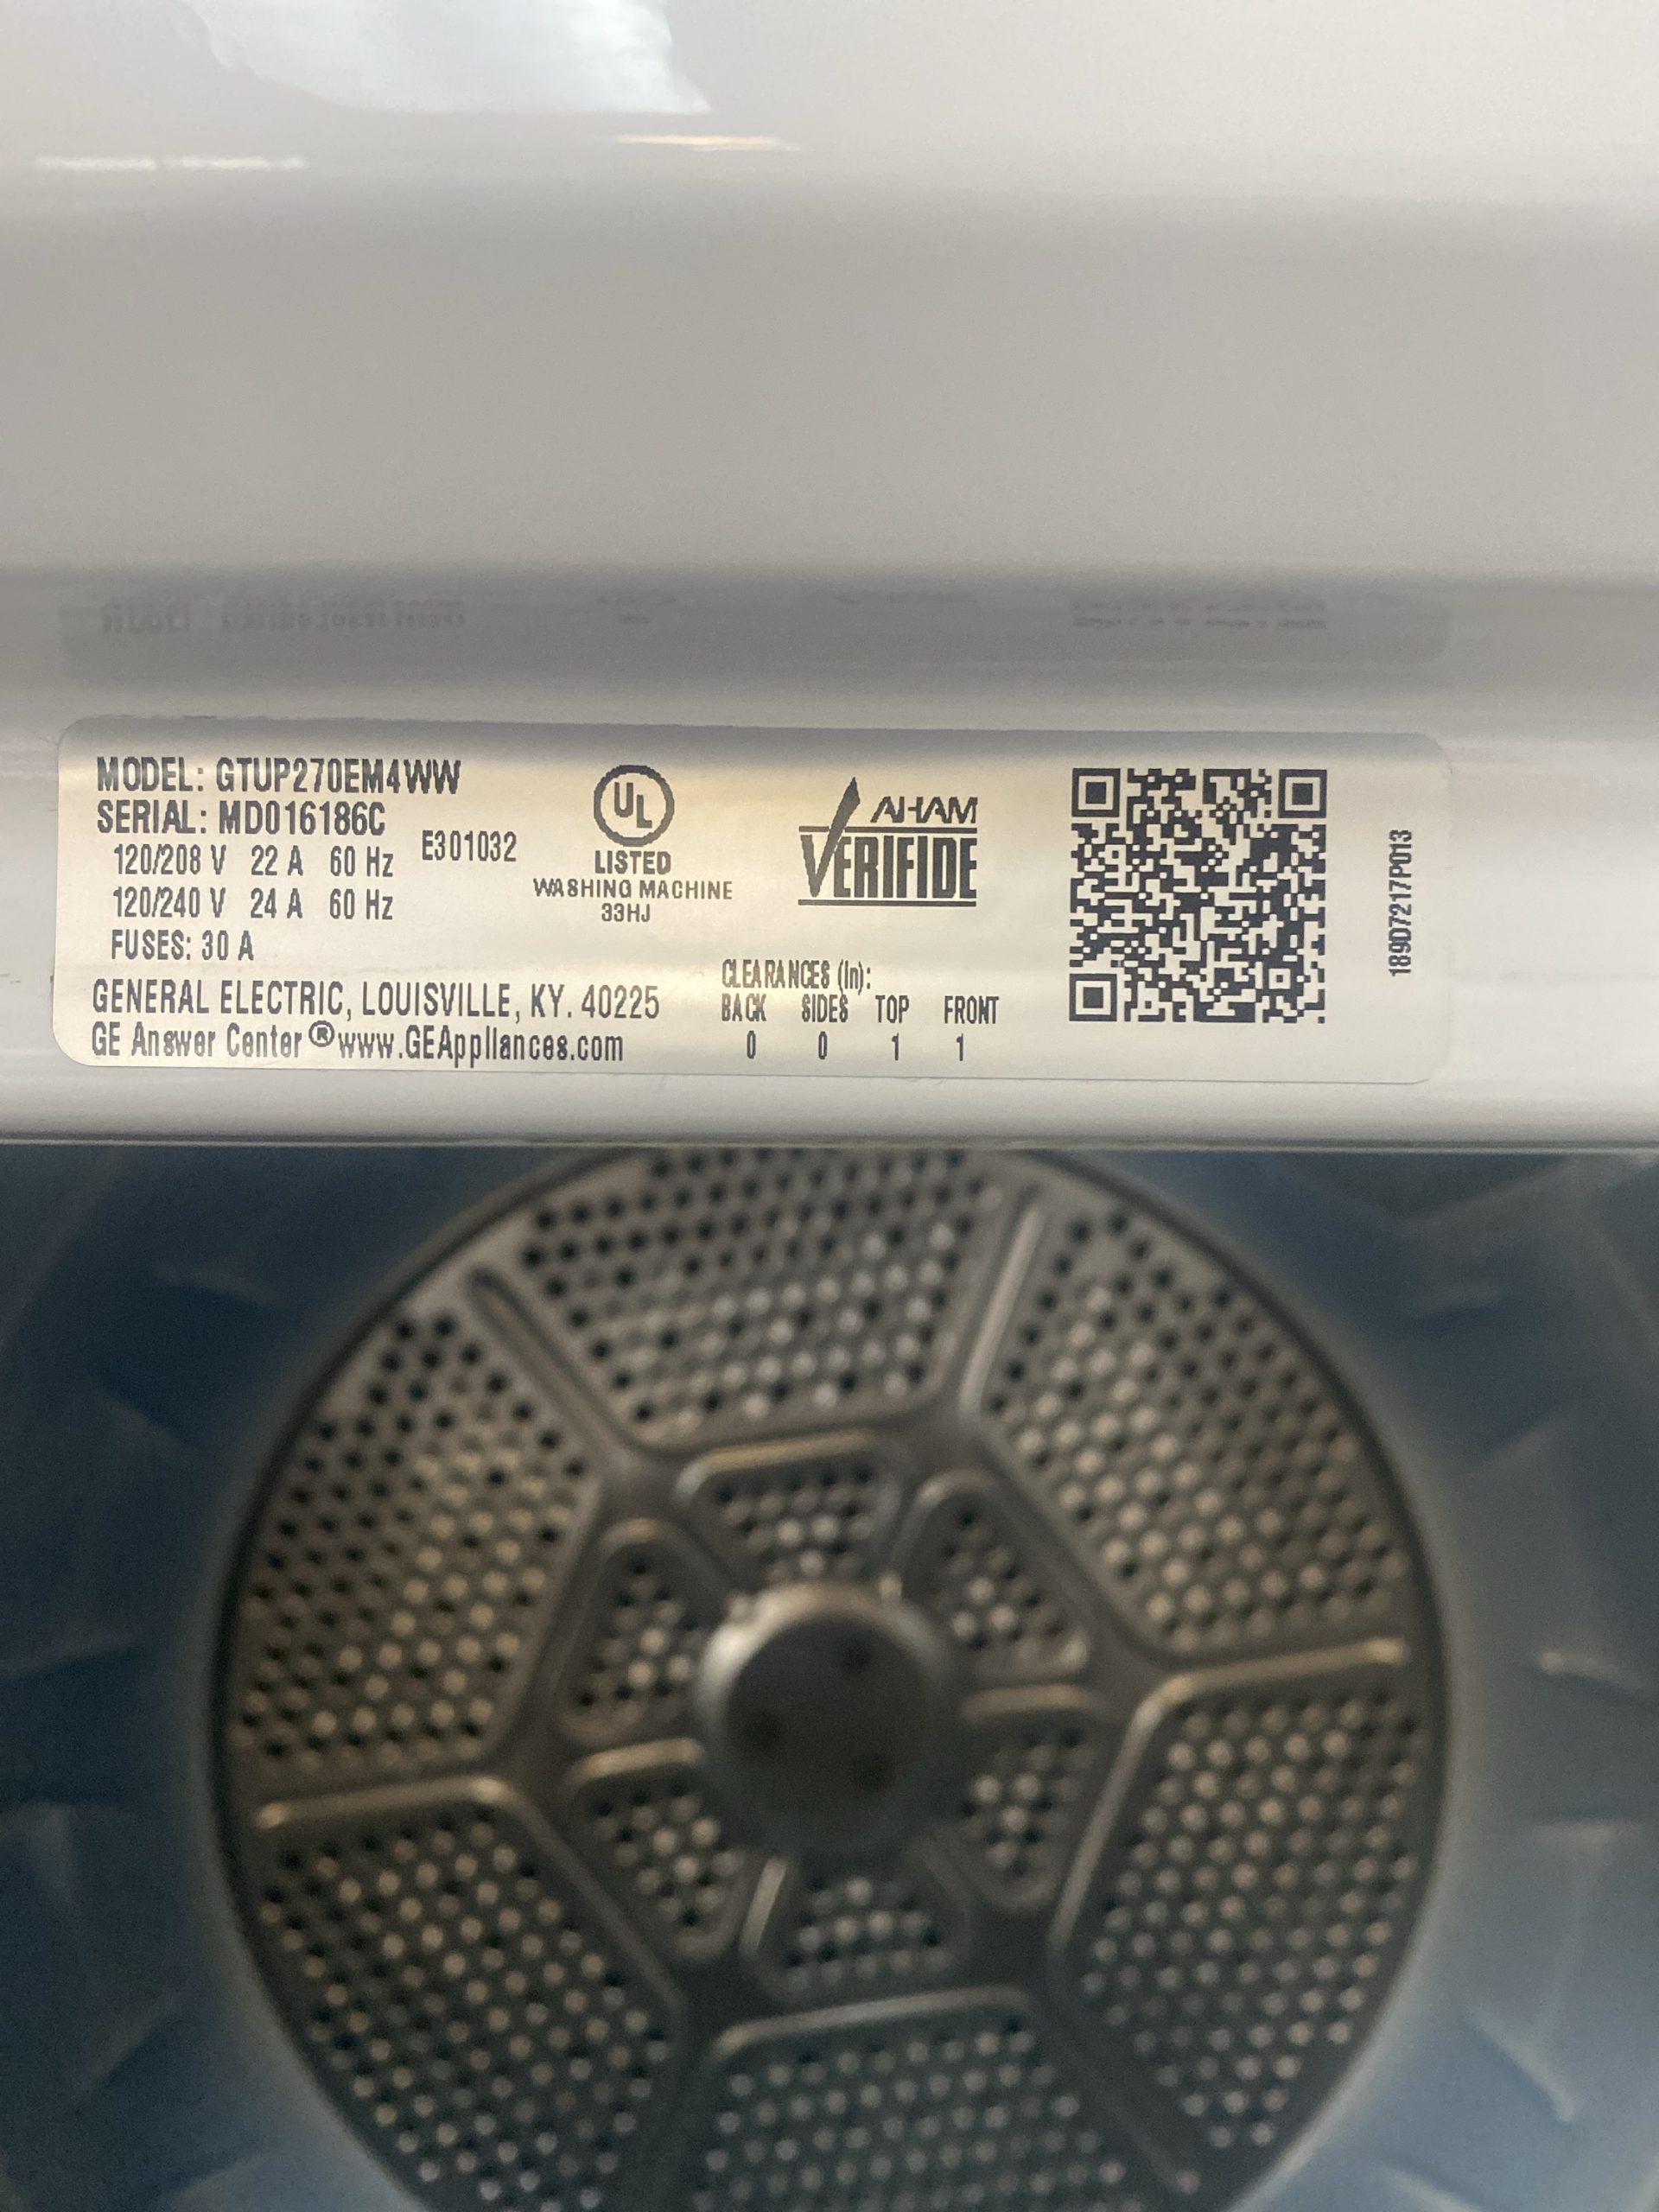 MODEL: GTUP270EM4WW
SERIAL: MD016186C
120/208 V 22 A 60 Hz
E301032
120/240 V 24 A 60 Hz
FUSES: 30 A
GENERAL ELECTRIC, LOUISVILLE, KY. 40225
GE Answer Center ® www.GEAppliances.com
UL
LISTED
WASHING MACHINE
33HJ
AHAM
VERIFIDE
CLEARANCES (in):
BACK SIDES TOP FRONT
0 0 1 1
189D7217P013